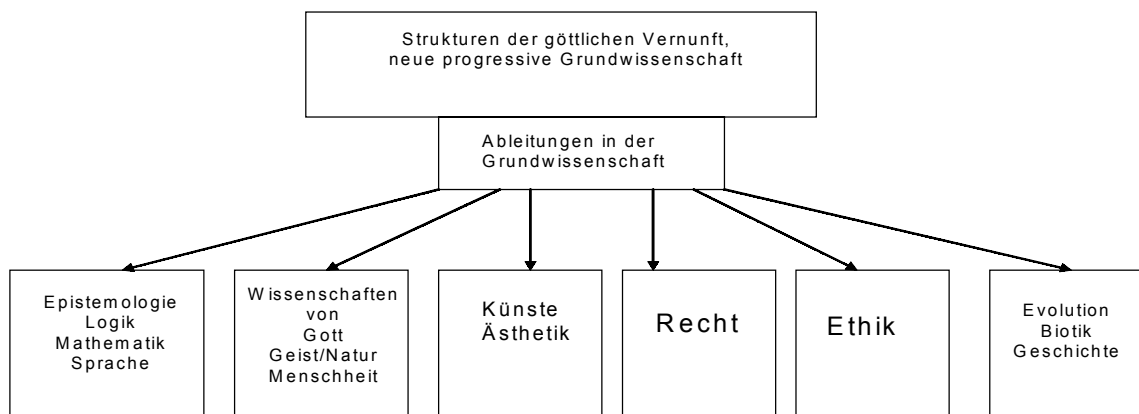 Strukturen der göttlichen Vernunft,
neue progressive Grundwissenschaft
Ableitungen in der
Grundwissenschaft
Epistemologie
Logik
Mathematik
Sprache
Wissenschaften
von
Gott
Geist/Natur
Menschheit
Künste
Ästhetik
Recht
Ethik
Evolution
Biotik
Geschichte